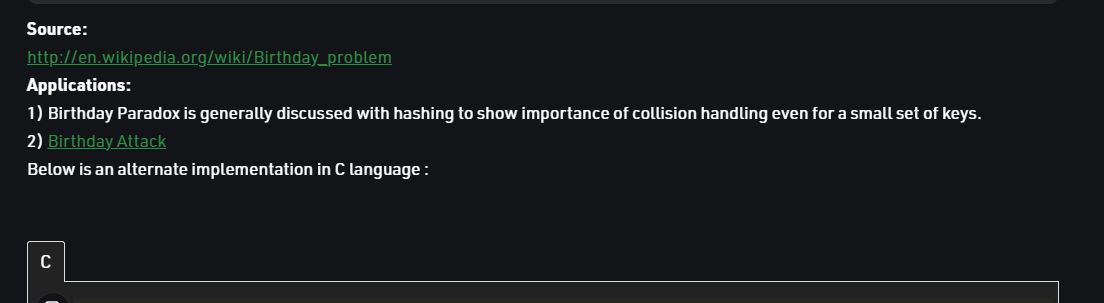 Source:
http://en.wikipedia.org/wiki/Birthday_problem
Applications:
1) Birthday Paradox is generally discussed with hashing to show importance of collision handling even for a small set of keys.
2) Birthday Attack
Below is an alternate implementation in C language :
C